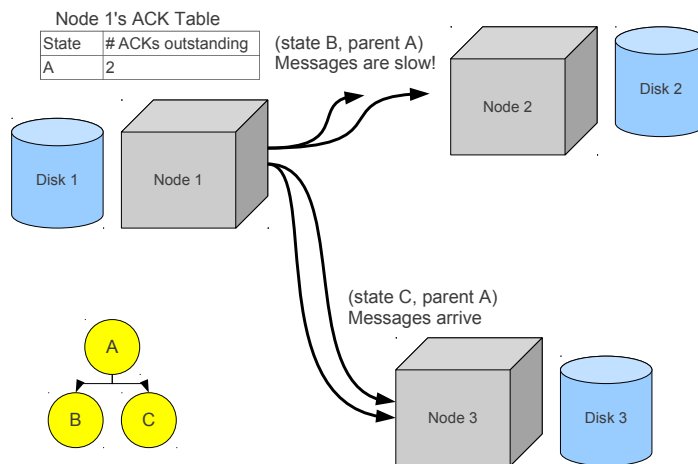 Node 1's ACK Table
State # ACKs outstanding
A 2
(state B, parent A)
Messages are slow!
Node 2
Disk 2
Disk 1
Node 1
(state C, parent A)
Messages arrive
A
B
C
Node 3
Disk 3